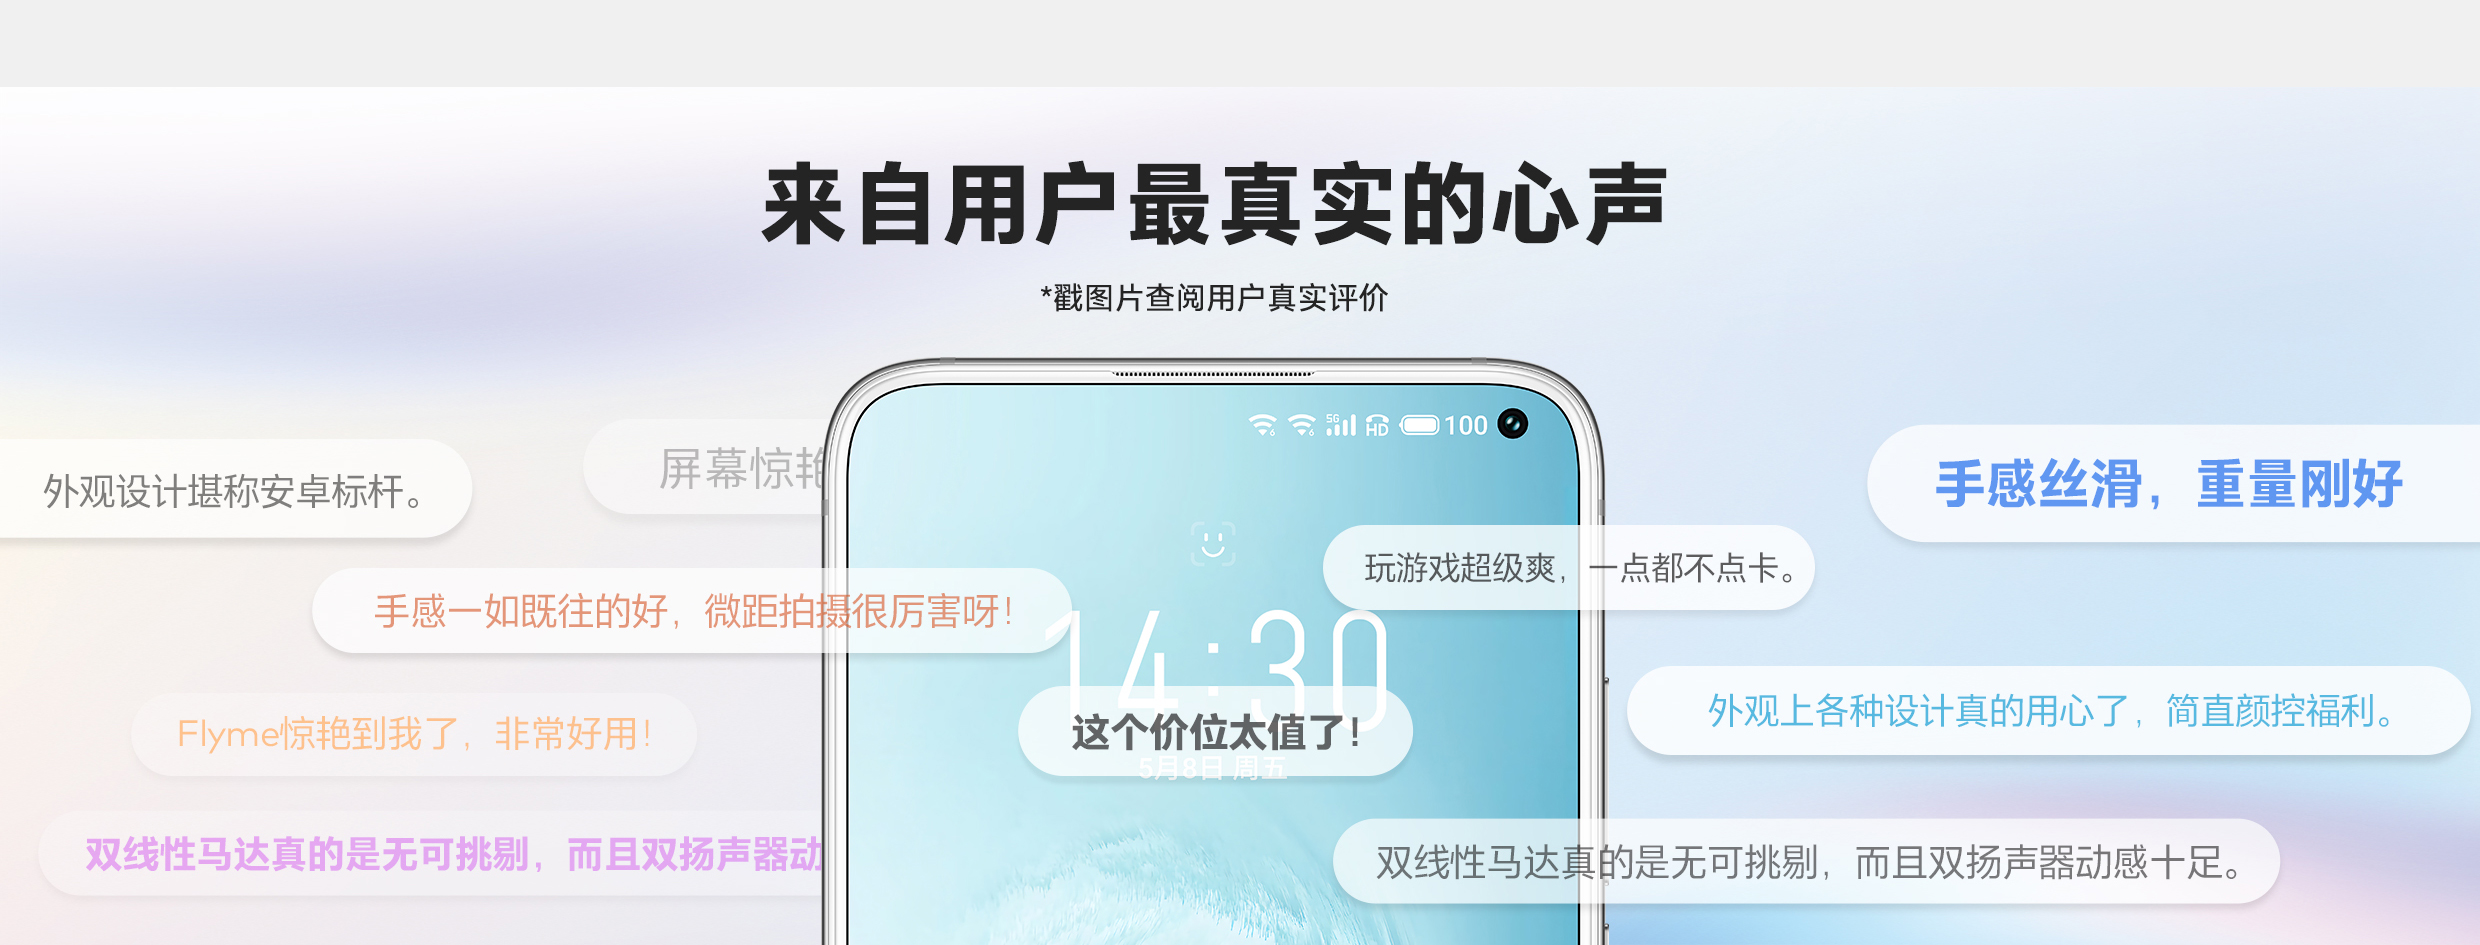 来自用户最真实的心声
*戳图片查阅用户真实评价
5G HD 100
外观设计堪称安卓标杆。
屏幕惊艳
手感丝滑，重量刚好
玩游戏超级爽，一点都不点卡。
手感一如既往的好，微距拍摄很厉害呀！
14:30
外观上各种设计真的用心了，简直颜控福利。
Flyme惊艳到我了，非常好用！
这个价位太值了！
5月8日 周五
双线性马达真的是无可挑剔，而且双扬声器动
双线性马达真的是无可挑剔，而且双扬声器动感十足。